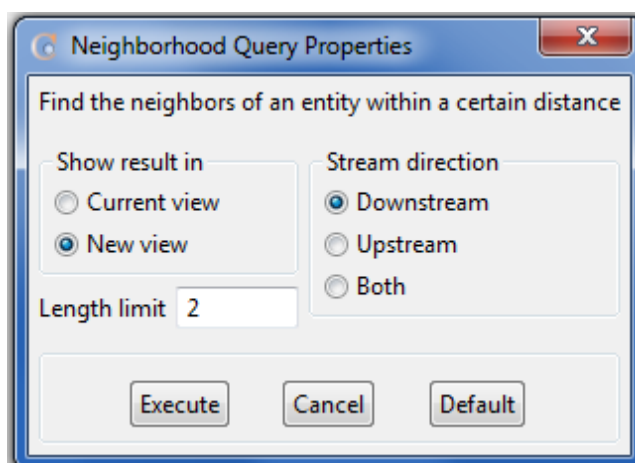 Neighborhood Query Properties
Find the neighbors of an entity within a certain distance
Show result in
Current view
New view
Length limit 2
Stream direction
Downstream
Upstream
Both
Execute Cancel Default